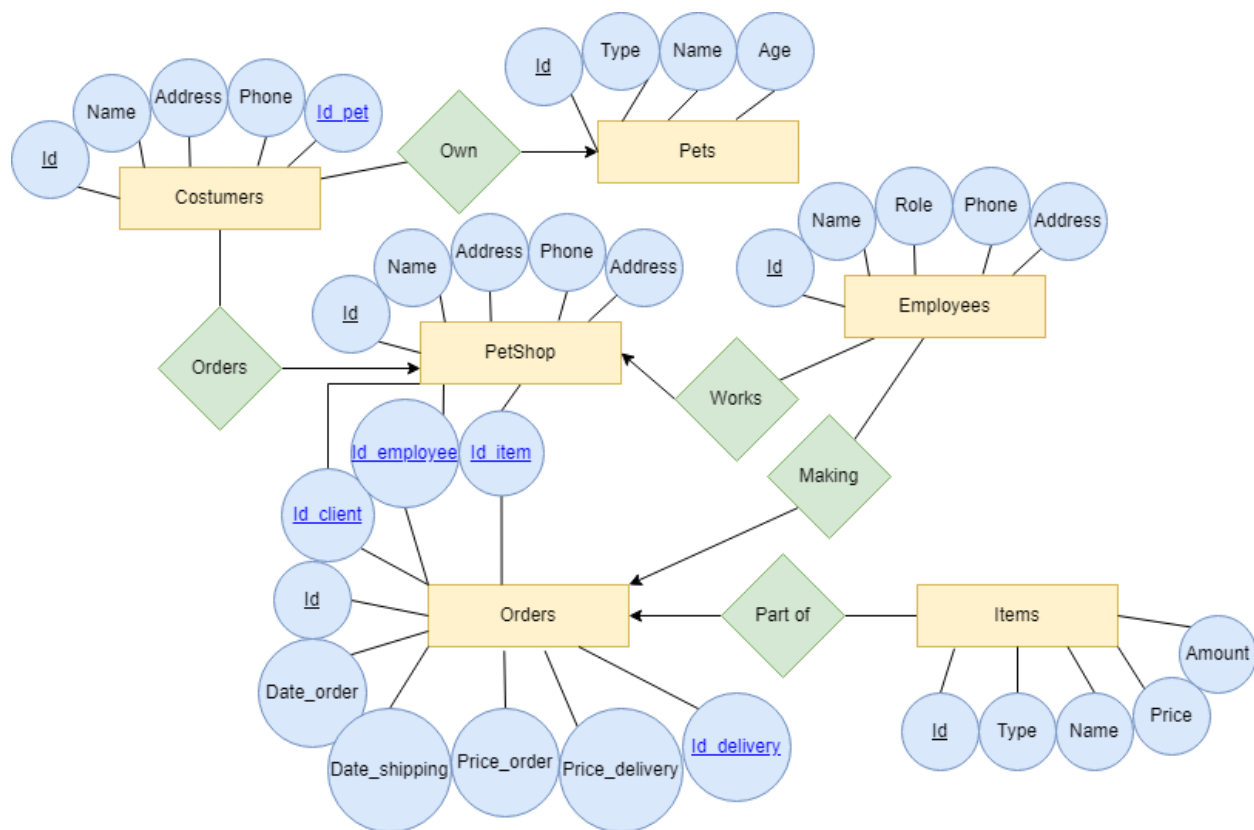 Id
Name
Address
Phone
Id_pet
Costumers
Own
Id
Type
Name
Age
Pets
Id
Name
Role
Phone
Address
Employees
Id
Name
Address
Phone
Address
PetShop
Orders
Works
Making
Id_employee
Id_item
Id_client
Id
Orders
Part of
Items
Date_order
Date_shipping
Price_order
Price_delivery
Id_delivery
Id
Type
Name
Price
Amount